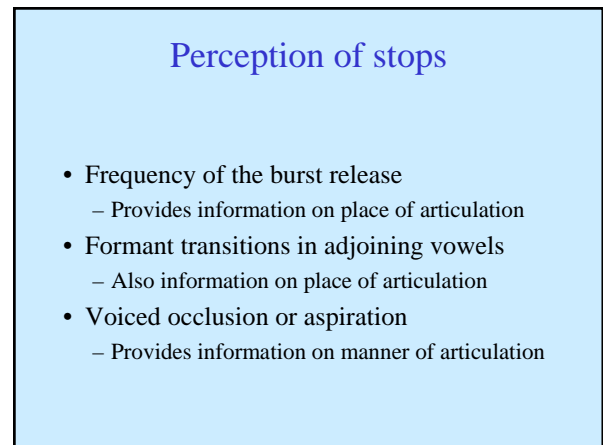 Perception of stops
• Frequency of the burst release
– Provides information on place of articulation
• Formant transitions in adjoining vowels
– Also information on place of articulation
• Voiced occlusion or aspiration
– Provides information on manner of articulation